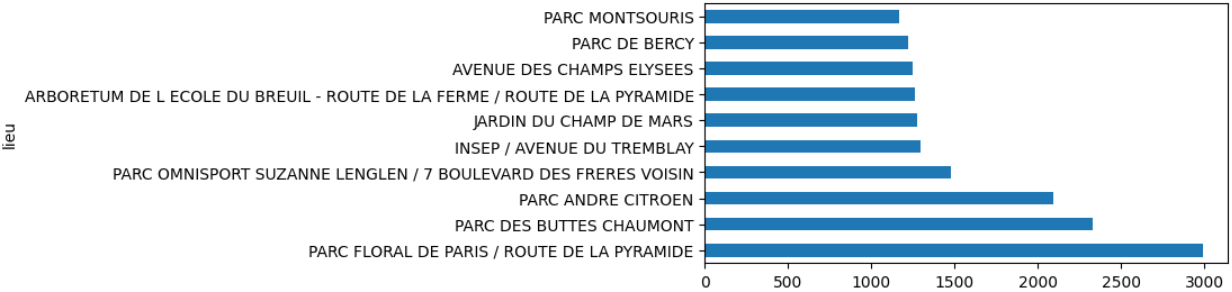 PARC MONTSOURIS
PARC DE BERCY
AVENUE DES CHAMPS ELYSEES
ARBORETUM DE L ECOLE DU BREUIL - ROUTE DE LA FERME / ROUTE DE LA PYRAMIDE
JARDIN DU CHAMP DE MARS
INSEP / AVENUE DU TREMBLAY
PARC OMNISPORT SUZANNE LENGLEN / 7 BOULEVARD DES FRERES VOISIN
PARC ANDRE CITROEN
PARC DES BUTTES CHAUMONT
PARC FLORAL DE PARIS / ROUTE DE LA PYRAMIDE
lieu
0 500 1000 1500 2000 2500 3000